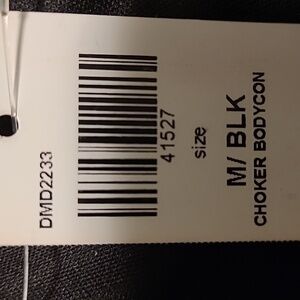 DMD2233
41527
size
M/ BLK
CHOKER BODYCON